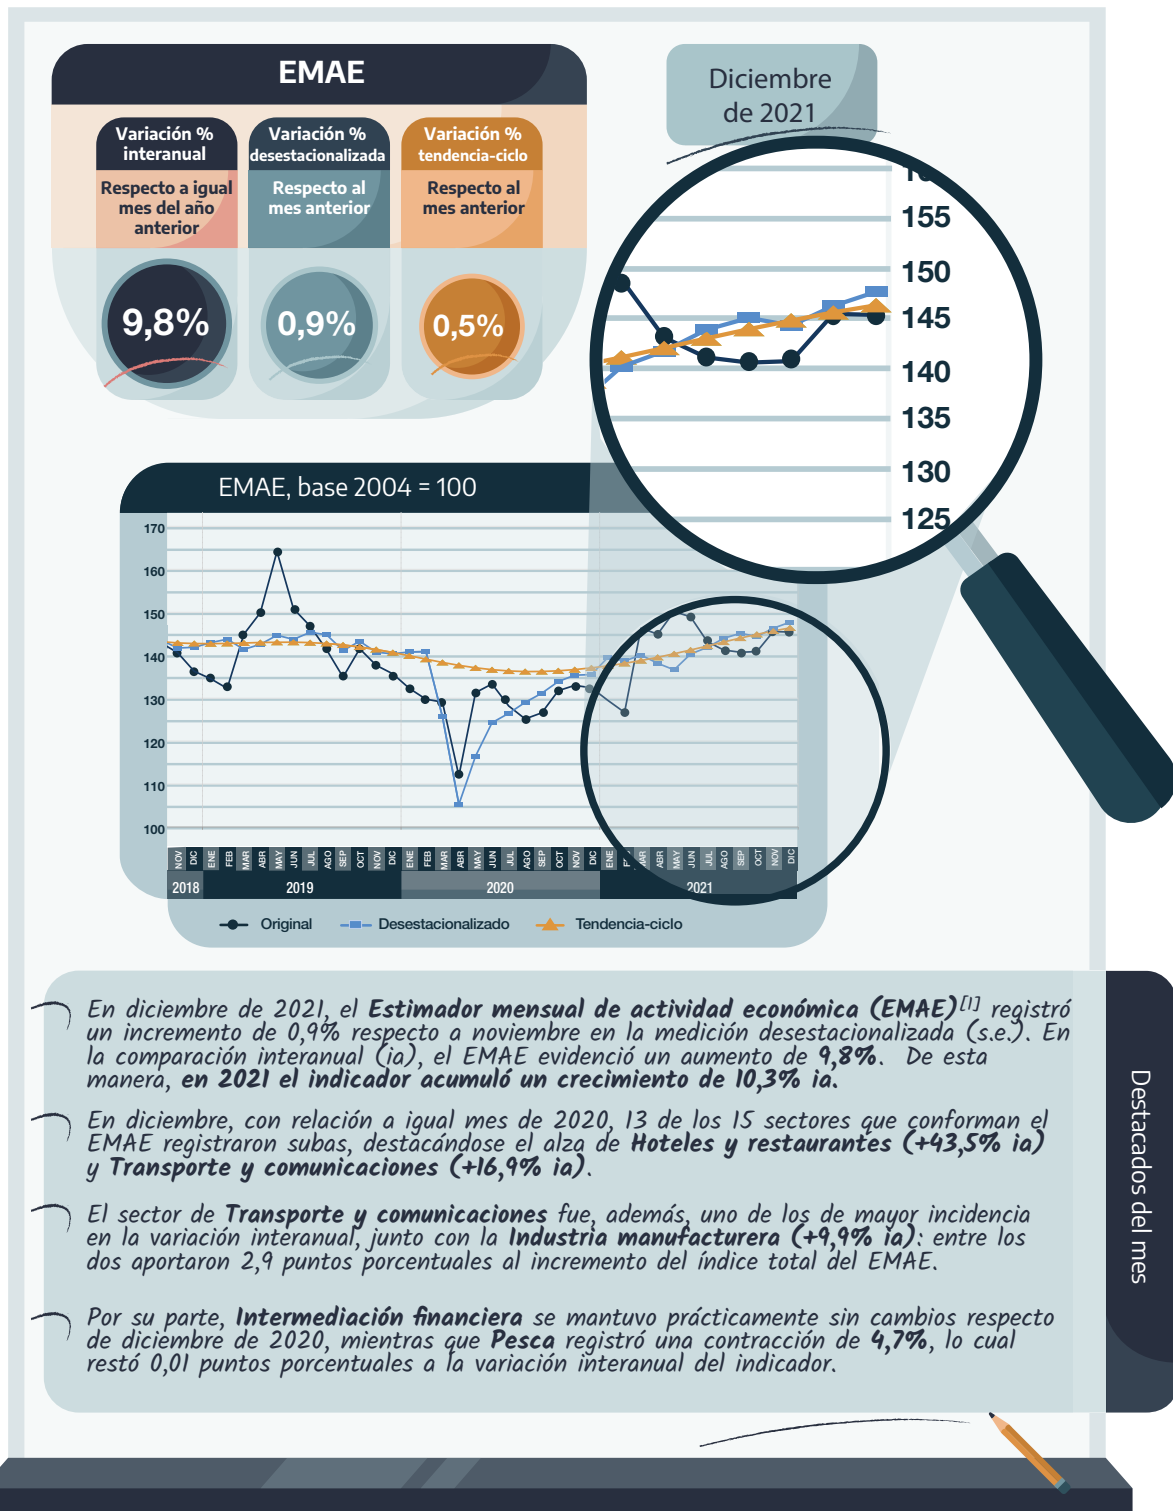 EMAE
Variación %
interanual
Respecto a igual
mes del año
anterior
9,8%
Variación %
desestacionalizada
Respecto al
mes anterior
0,9%
Variación %
tendencia-ciclo
Respecto al
mes anterior
0,5%
Diciembre
de 2021
155
150
145
140
135
130
125
EMAE, base 2004 = 100
170
160
150
140
130
120
110
100
NOV DIC ENE FEB MAR ABR MAY JUN JUL AGO SEP OCT NOV DIC ENE FEB MAR ABR MAY JUN JUL AGO SEP OCT NOV DIC ENE ABR MAY JUN JUL AGO SEP OCT NOV DIC
2018 2019 2020 2021
Original Desestacionalizado Tendencia-ciclo
En diciembre de 2021, el Estimador mensual de actividad económica (EMAE)[1] registró
un incremento de 0,9% respecto a noviembre en la medición desestacionalizada (s.e.). En
la comparación interanual (ia), el EMAE evidenció un aumento de 9,8%. De esta
manera, en 2021 el indicador acumuló un crecimiento de 10,3% ia.
En diciembre, con relación a igual mes de 2020, 13 de los 15 sectores que conforman el
EMAE registraron subas, destacándose el alza de Hoteles y restaurantes (+43,5% ia)
y Transporte y comunicaciones (+16,9% ia).
El sector de Transporte y comunicaciones fue, además, uno de los de mayor incidencia
en la variación interanual, junto con la Industria manufacturera (+9,9% ia): entre los
dos aportaron 2,9 puntos porcentuales al incremento del índice total del EMAE.
Por su parte, Intermediación financiera se mantuvo prácticamente sin cambios respecto
de diciembre de 2020, mientras que Pesca registró una contracción de 4,7%, lo cual
restó 0,01 puntos porcentuales a la variación interanual del indicador.
Destacados del mes